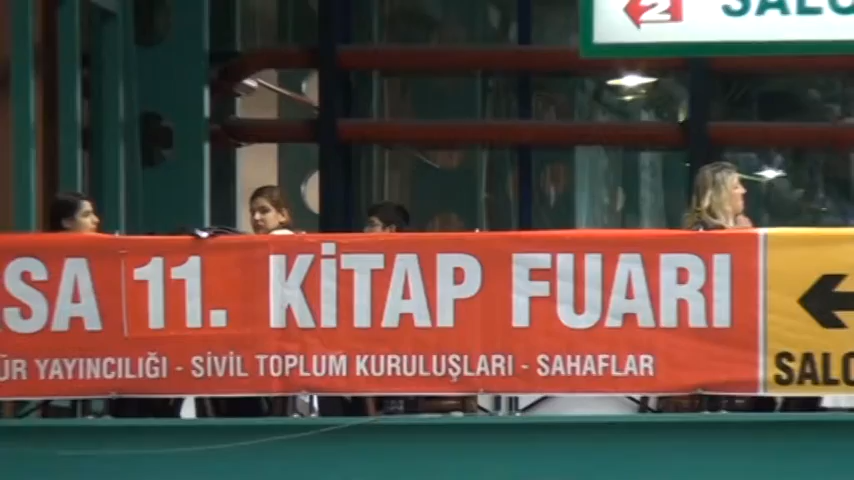 2 SALO
SA 11. KİTAP FUARI
ÜR YAYINCILIĞI - SİVİL TOPLUM KURULUŞLARI - SAHAFLAR
SALO